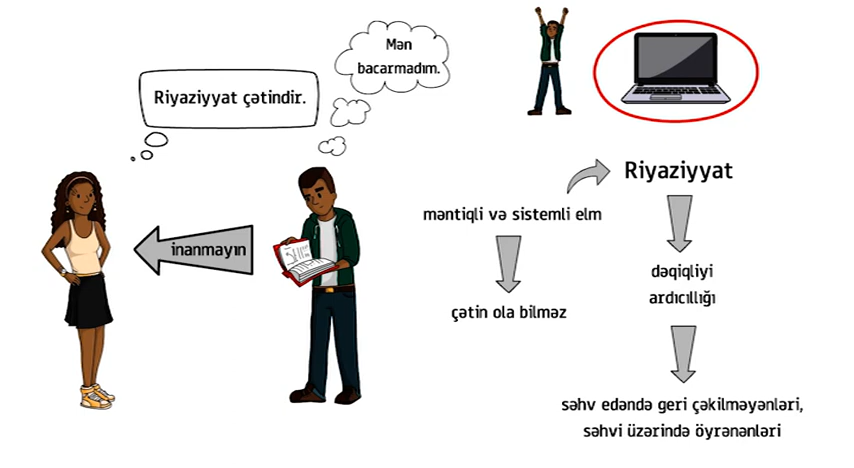 Mən
bacarmadım.
Riyaziyyat çətindir.
inanmayın
Riyaziyyat
məntiqli və sistemli elm
çətin ola bilməz
dəqiqliyi
ardıcıllığı
səhv edəndə geri çəkilməyənləri,
səhvi üzərində öyrənənləri